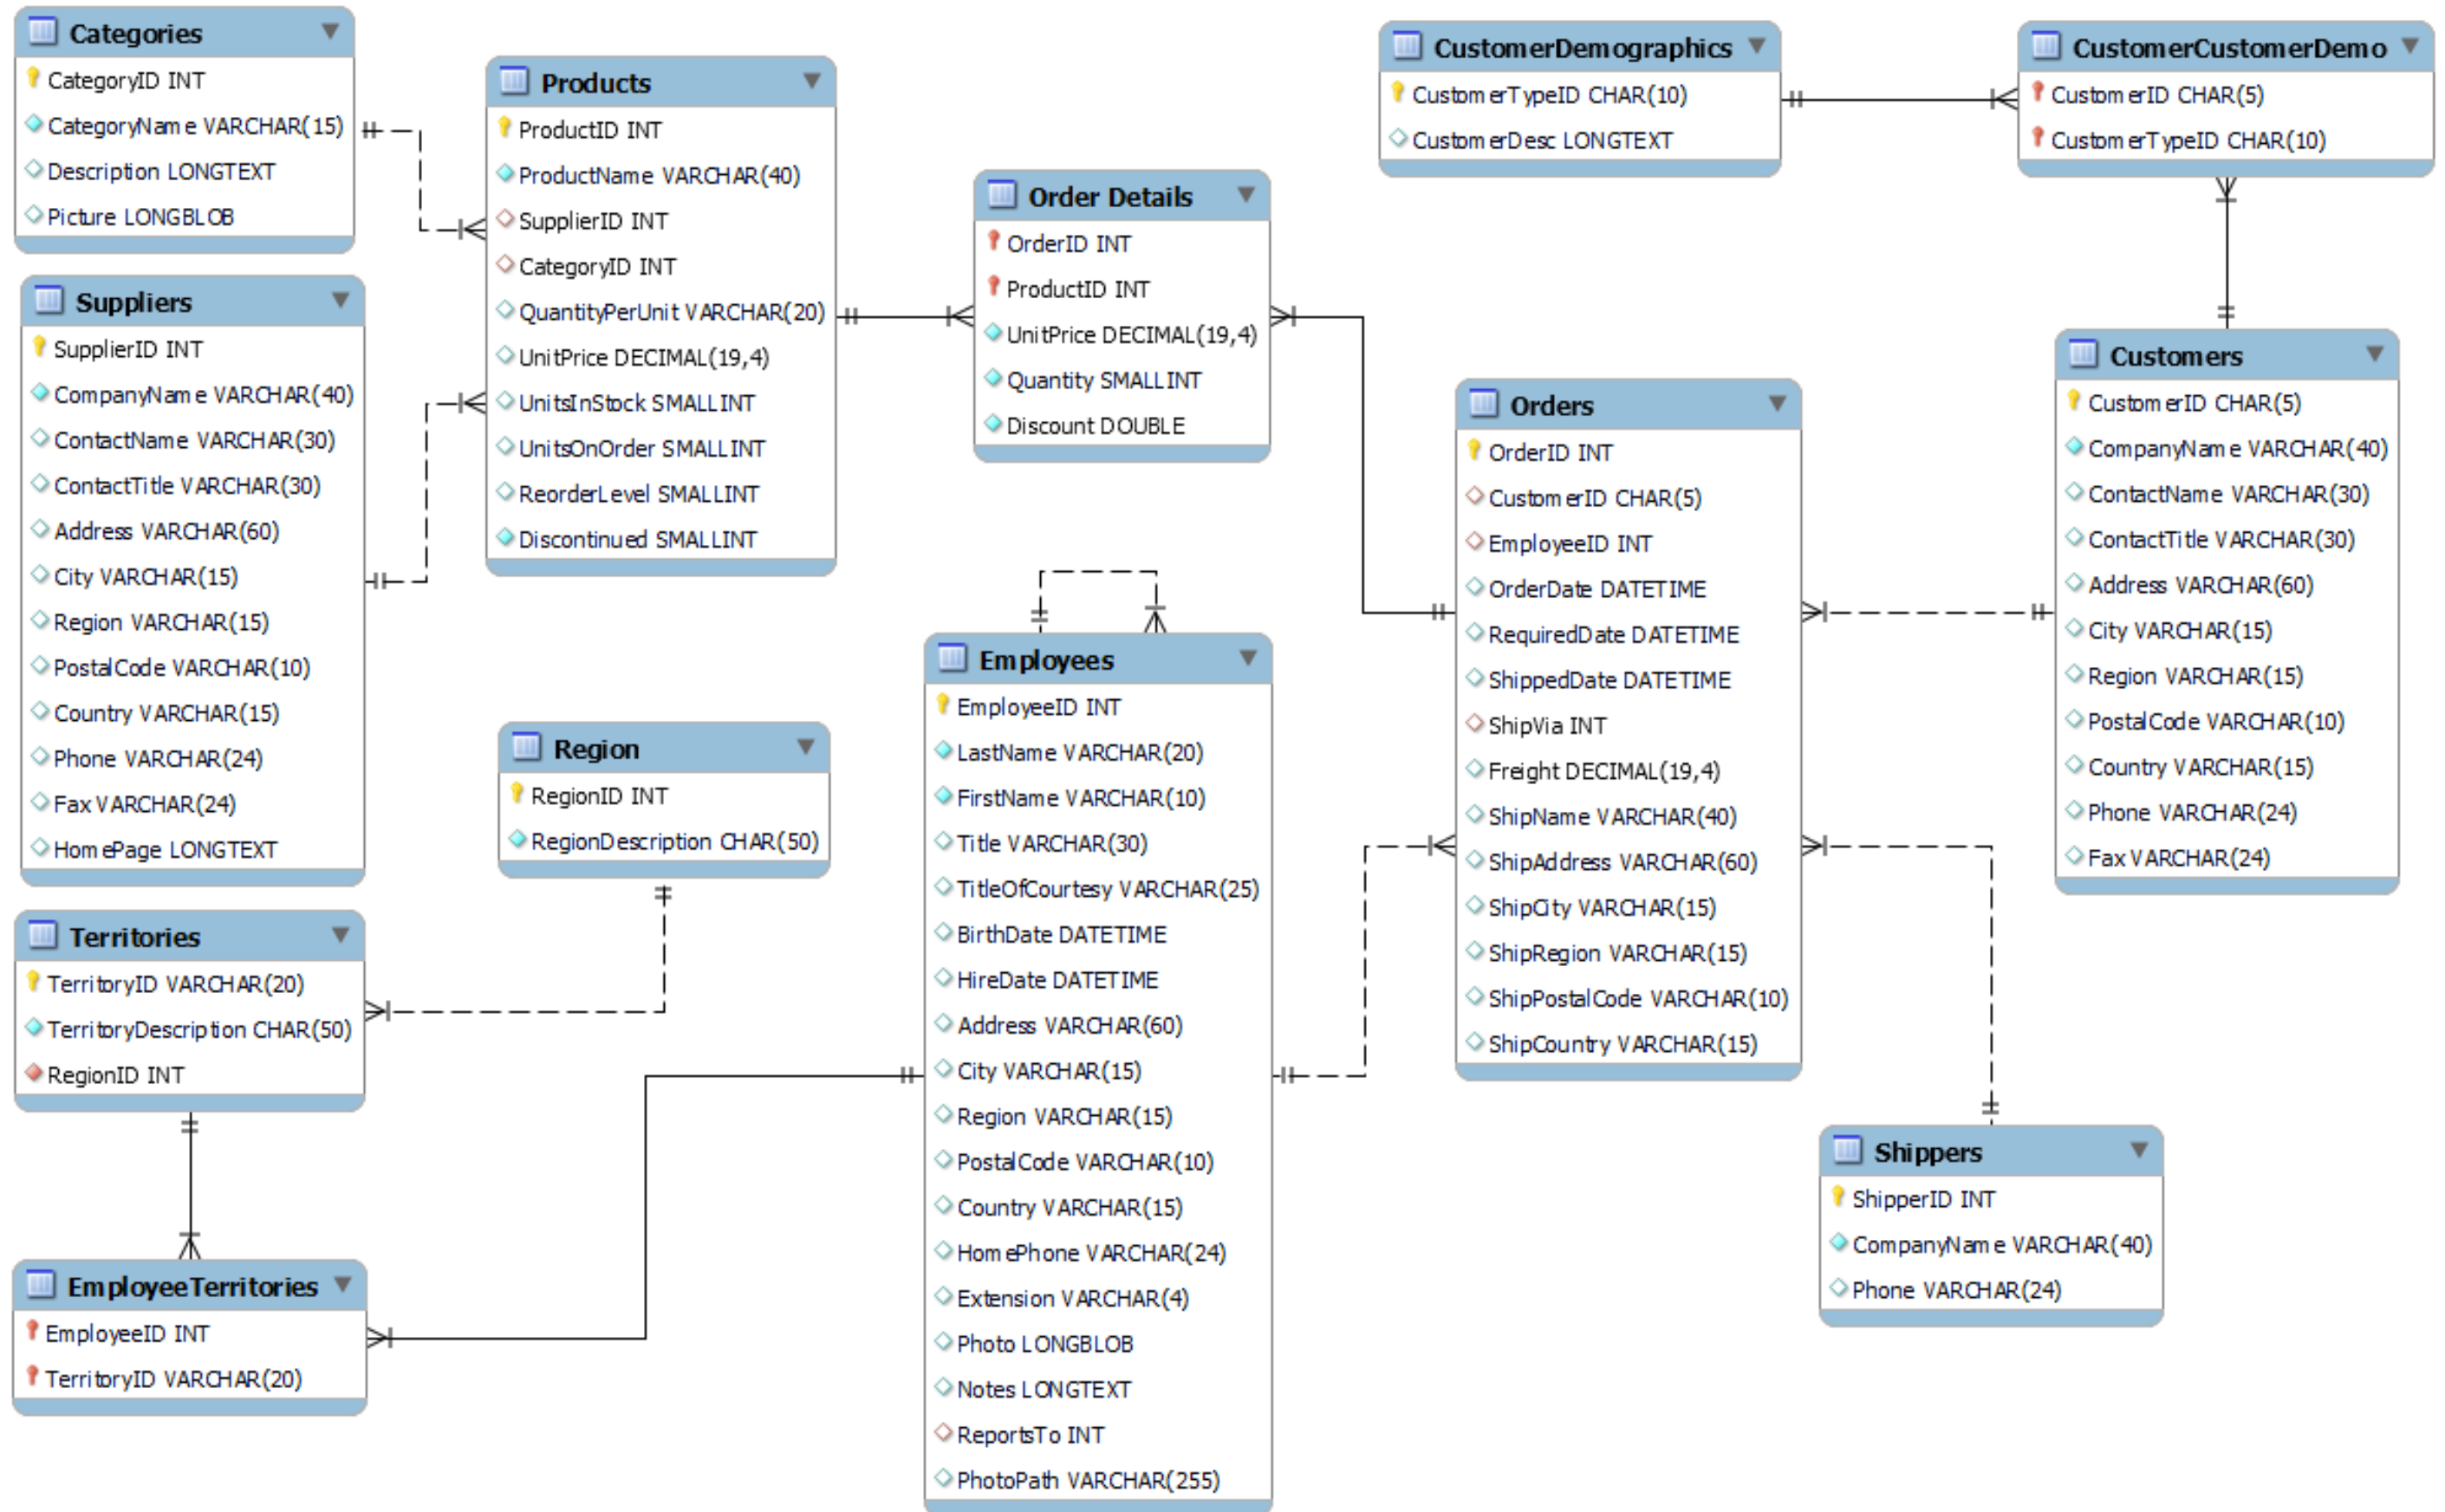 Categories
CategoryID INT
CategoryName VARCHAR(15)
Description LONGTEXT
Picture LONGBLOB
Suppliers
SupplierID INT
CompanyName VARCHAR(40)
ContactName VARCHAR(30)
ContactTitle VARCHAR(30)
Address VARCHAR(60)
City VARCHAR(15)
Region VARCHAR(15)
PostalCode VARCHAR(10)
Country VARCHAR(15)
Phone VARCHAR(24)
Fax VARCHAR(24)
HomePage LONGTEXT
Territories
TerritoryID VARCHAR(20)
TerritoryDescription CHAR(50)
RegionID INT
EmployeeTerritories
EmployeeID INT
TerritoryID VARCHAR(20)
Products
ProductID INT
ProductName VARCHAR(40)
SupplierID INT
CategoryID INT
QuantityPerUnit VARCHAR(20)
UnitPrice DECIMAL(19,4)
UnitsInStock SMALLINT
UnitsOnOrder SMALLINT
ReorderLevel SMALLINT
Discontinued SMALLINT
Region
RegionID INT
RegionDescription CHAR(50)
Order Details
OrderID INT
ProductID INT
UnitPrice DECIMAL(19,4)
Quantity SMALLINT
Discount DOUBLE
Employees
EmployeeID INT
LastName VARCHAR(20)
FirstName VARCHAR(10)
Title VARCHAR(30)
TitleOfCourtesy VARCHAR(25)
BirthDate DATETIME
HireDate DATETIME
Address VARCHAR(60)
City VARCHAR(15)
Region VARCHAR(15)
PostalCode VARCHAR(10)
Country VARCHAR(15)
HomePhone VARCHAR(24)
Extension VARCHAR(4)
Photo LONGBLOB
Notes LONGTEXT
ReportsTo INT
PhotoPath VARCHAR(255)
CustomerDemographics
CustomerTypeID CHAR(10)
CustomerDesc LONGTEXT
Orders
OrderID INT
CustomerID CHAR(5)
EmployeeID INT
OrderDate DATETIME
RequiredDate DATETIME
ShippedDate DATETIME
ShipVia INT
Freight DECIMAL(19,4)
ShipName VARCHAR(40)
ShipAddress VARCHAR(60)
ShipCity VARCHAR(15)
ShipRegion VARCHAR(15)
ShipPostalCode VARCHAR(10)
ShipCountry VARCHAR(15)
CustomerCustomerDemo
CustomerID CHAR(5)
CustomerTypeID CHAR(10)
Customers
CustomerID CHAR(5)
CompanyName VARCHAR(40)
ContactName VARCHAR(30)
ContactTitle VARCHAR(30)
Address VARCHAR(60)
City VARCHAR(15)
Region VARCHAR(15)
PostalCode VARCHAR(10)
Country VARCHAR(15)
Phone VARCHAR(24)
Fax VARCHAR(24)
Shippers
ShipperID INT
CompanyName VARCHAR(40)
Phone VARCHAR(24)